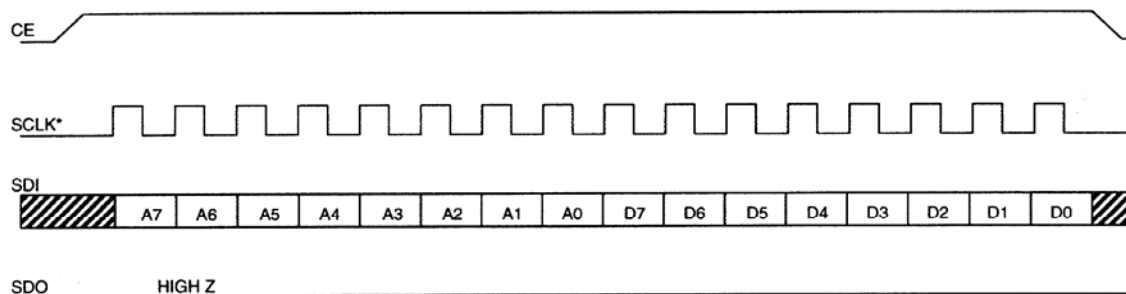 CE
SCLK*
SDI
A7 A6 A5 A4 A3 A2 A1 A0 D7 D6 D5 D4 D3 D2 D1 D0
SDO HIGH Z